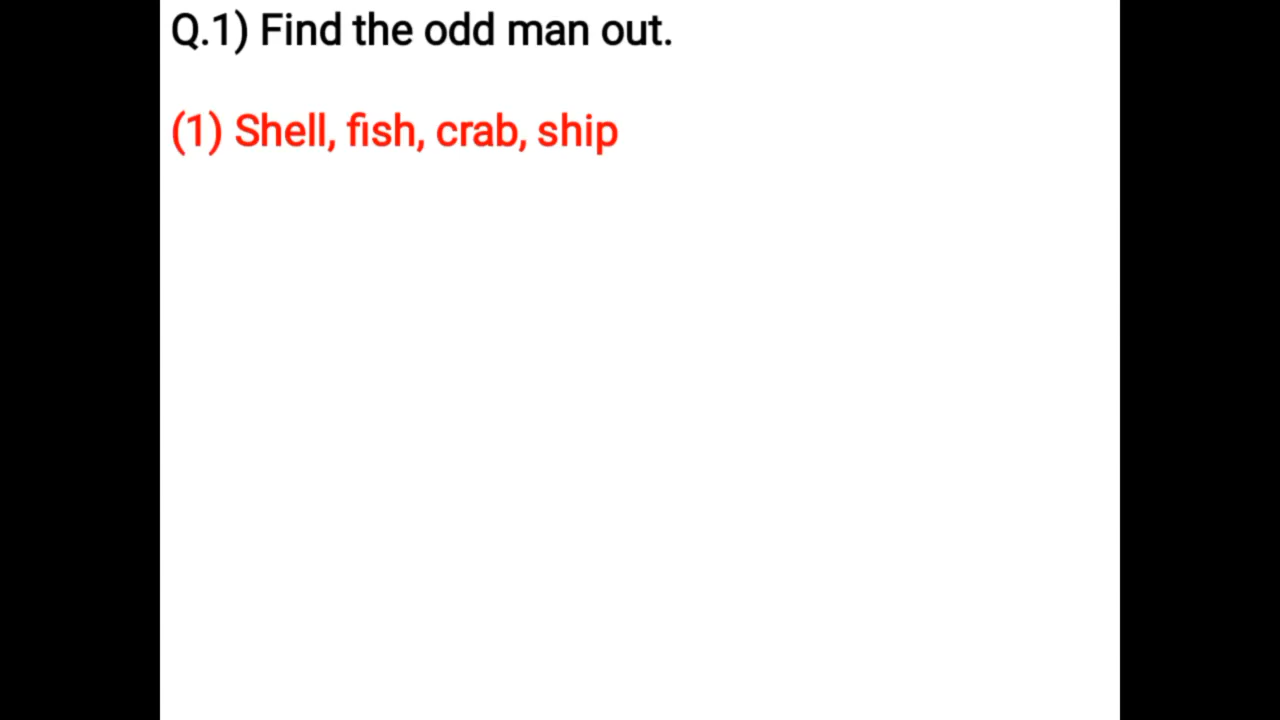 Q.1) Find the odd man out.
(1) Shell, fish, crab, ship